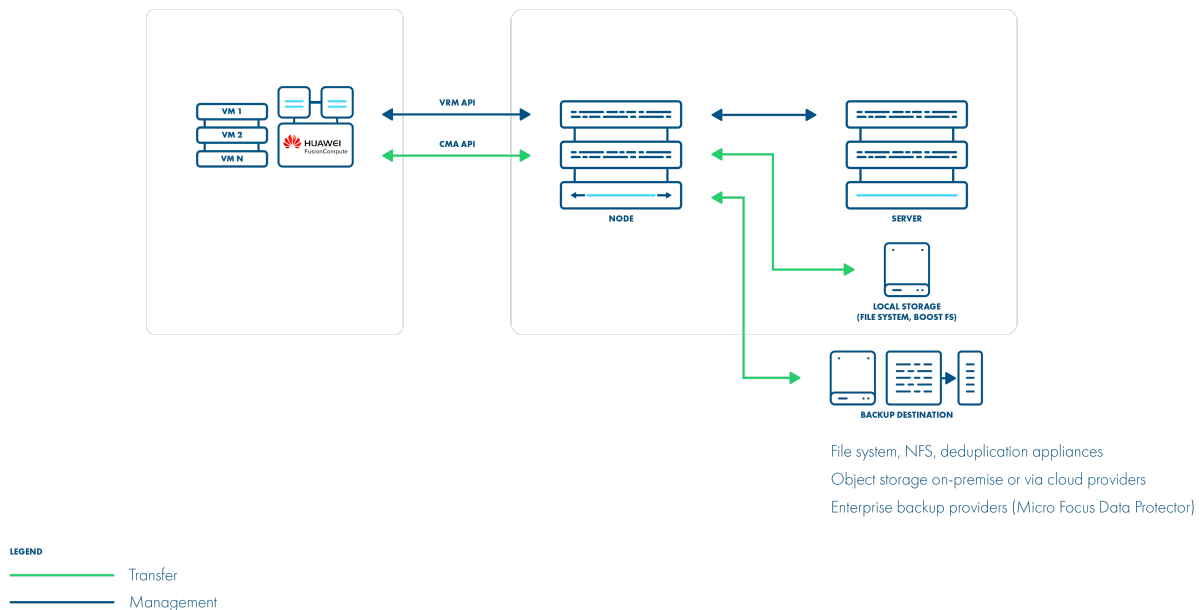 VM 1
VM 2
VM N
HUAWEI
FusionCompute
VRM API
CMA API
NODE
SERVER
LOCAL STORAGE
(FILE SYSTEM, BOOST FS)
BACKUP DESTINATION
File system, NFS, deduplication appliances
Object storage on-premise or via cloud providers
Enterprise backup providers (Micro Focus Data Protector)
LEGEND
Transfer
Management